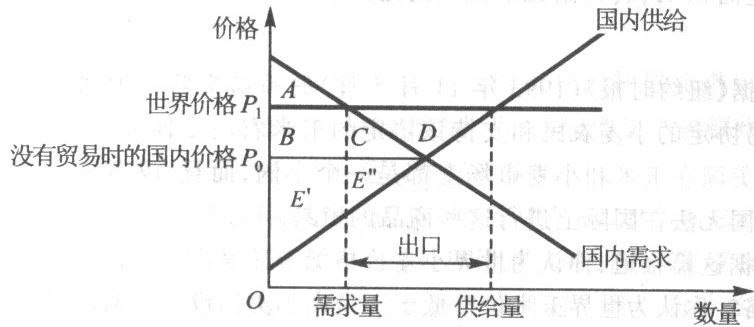 价格
国内供给
世界价格 P₁
A
B
C
D
没有贸易时的国内价格 P₀
E'
E"
出口
国内需求
O
需求量
供给量
数量